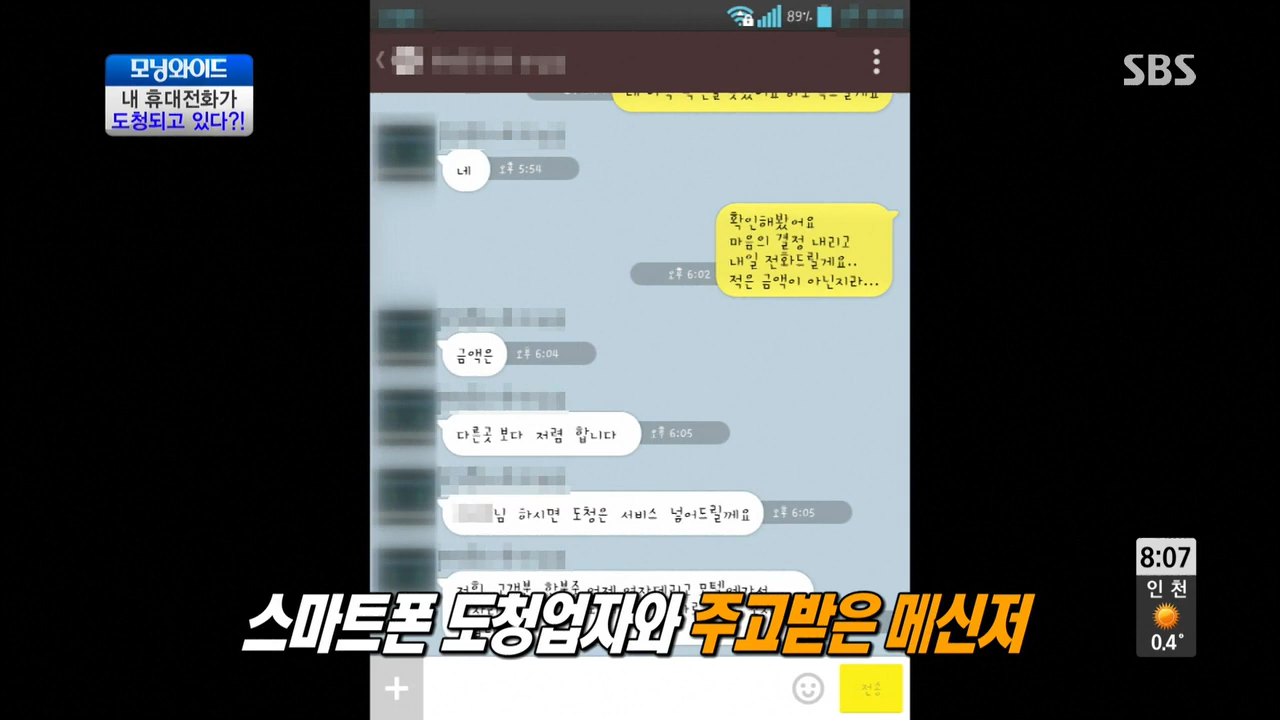 89%
모닝와이드
내 휴대전화가
도청되고 있다?!
SBS
네
오후 5:54
확인해봤어요
마음의 결정 내리고
내일 전화드릴게요..
적은 금액이 아닌지라...
오후 6:02
금액은
오후 6:04
다른곳 보다 저렴 합니다
오후 6:05
님 하시면 도청은 서비스 넣어드릴께요
오후 6:05
스마트폰 도청업자와 주고받은 메신저
8:07
인천
0.4°
전송